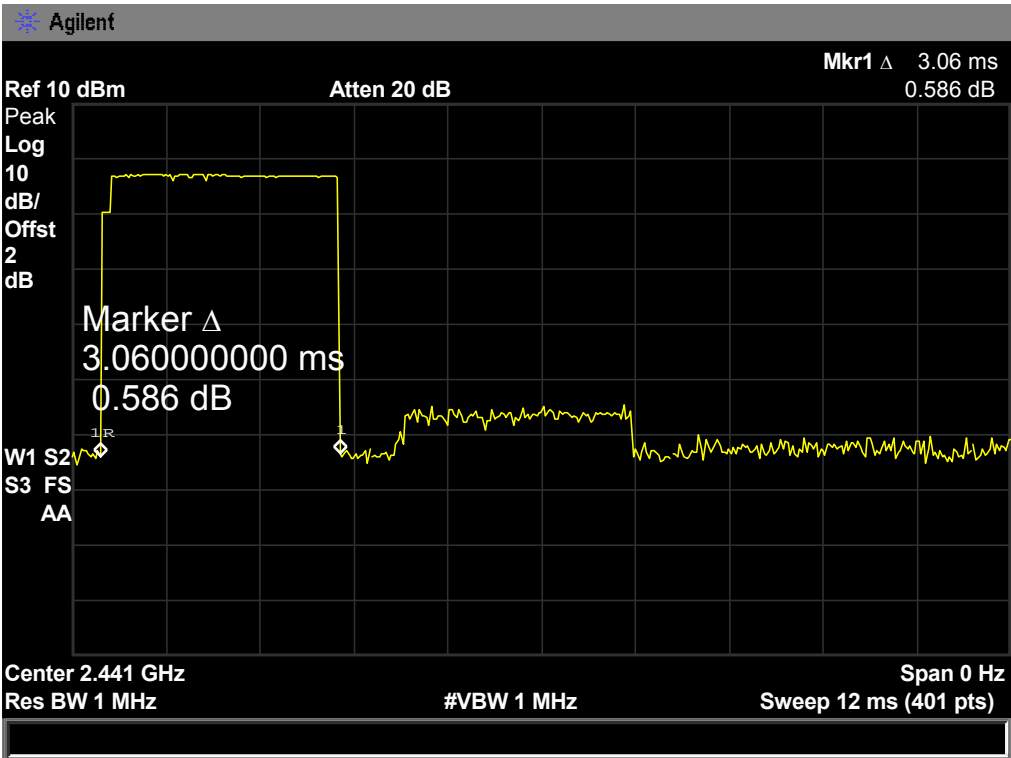 Agilent
Mkr1 Δ 3.06 ms
Ref 10 dBm Atten 20 dB 0.586 dB
Peak
Log
10
dB/
Offst
2
dB
Marker Δ
3.060000000 ms
0.586 dB
1R
1
W1 S2
S3 FS
AA
Center 2.441 GHz Span 0 Hz
Res BW 1 MHz #VBW 1 MHz Sweep 12 ms (401 pts)